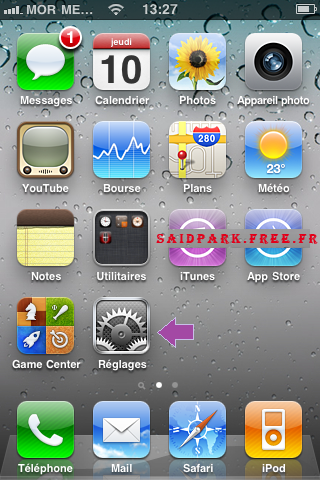 MOR ME... 13:27
1
jeudi
10
280
23°
Messages Calendrier Photos Appareil photo
YouTube Bourse Plans Météo
SAIDPARK.FREE.FR
Notes Utilitaires iTunes App Store
Game Center Réglages
Téléphone Mail Safari iPod